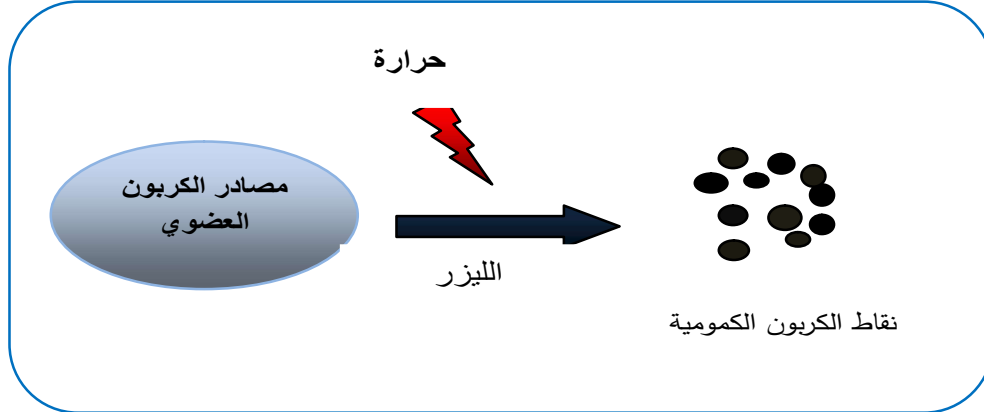 حرارة
مصادر الكربون
العضوي
الليزر
نقاط الكربون الكمومية